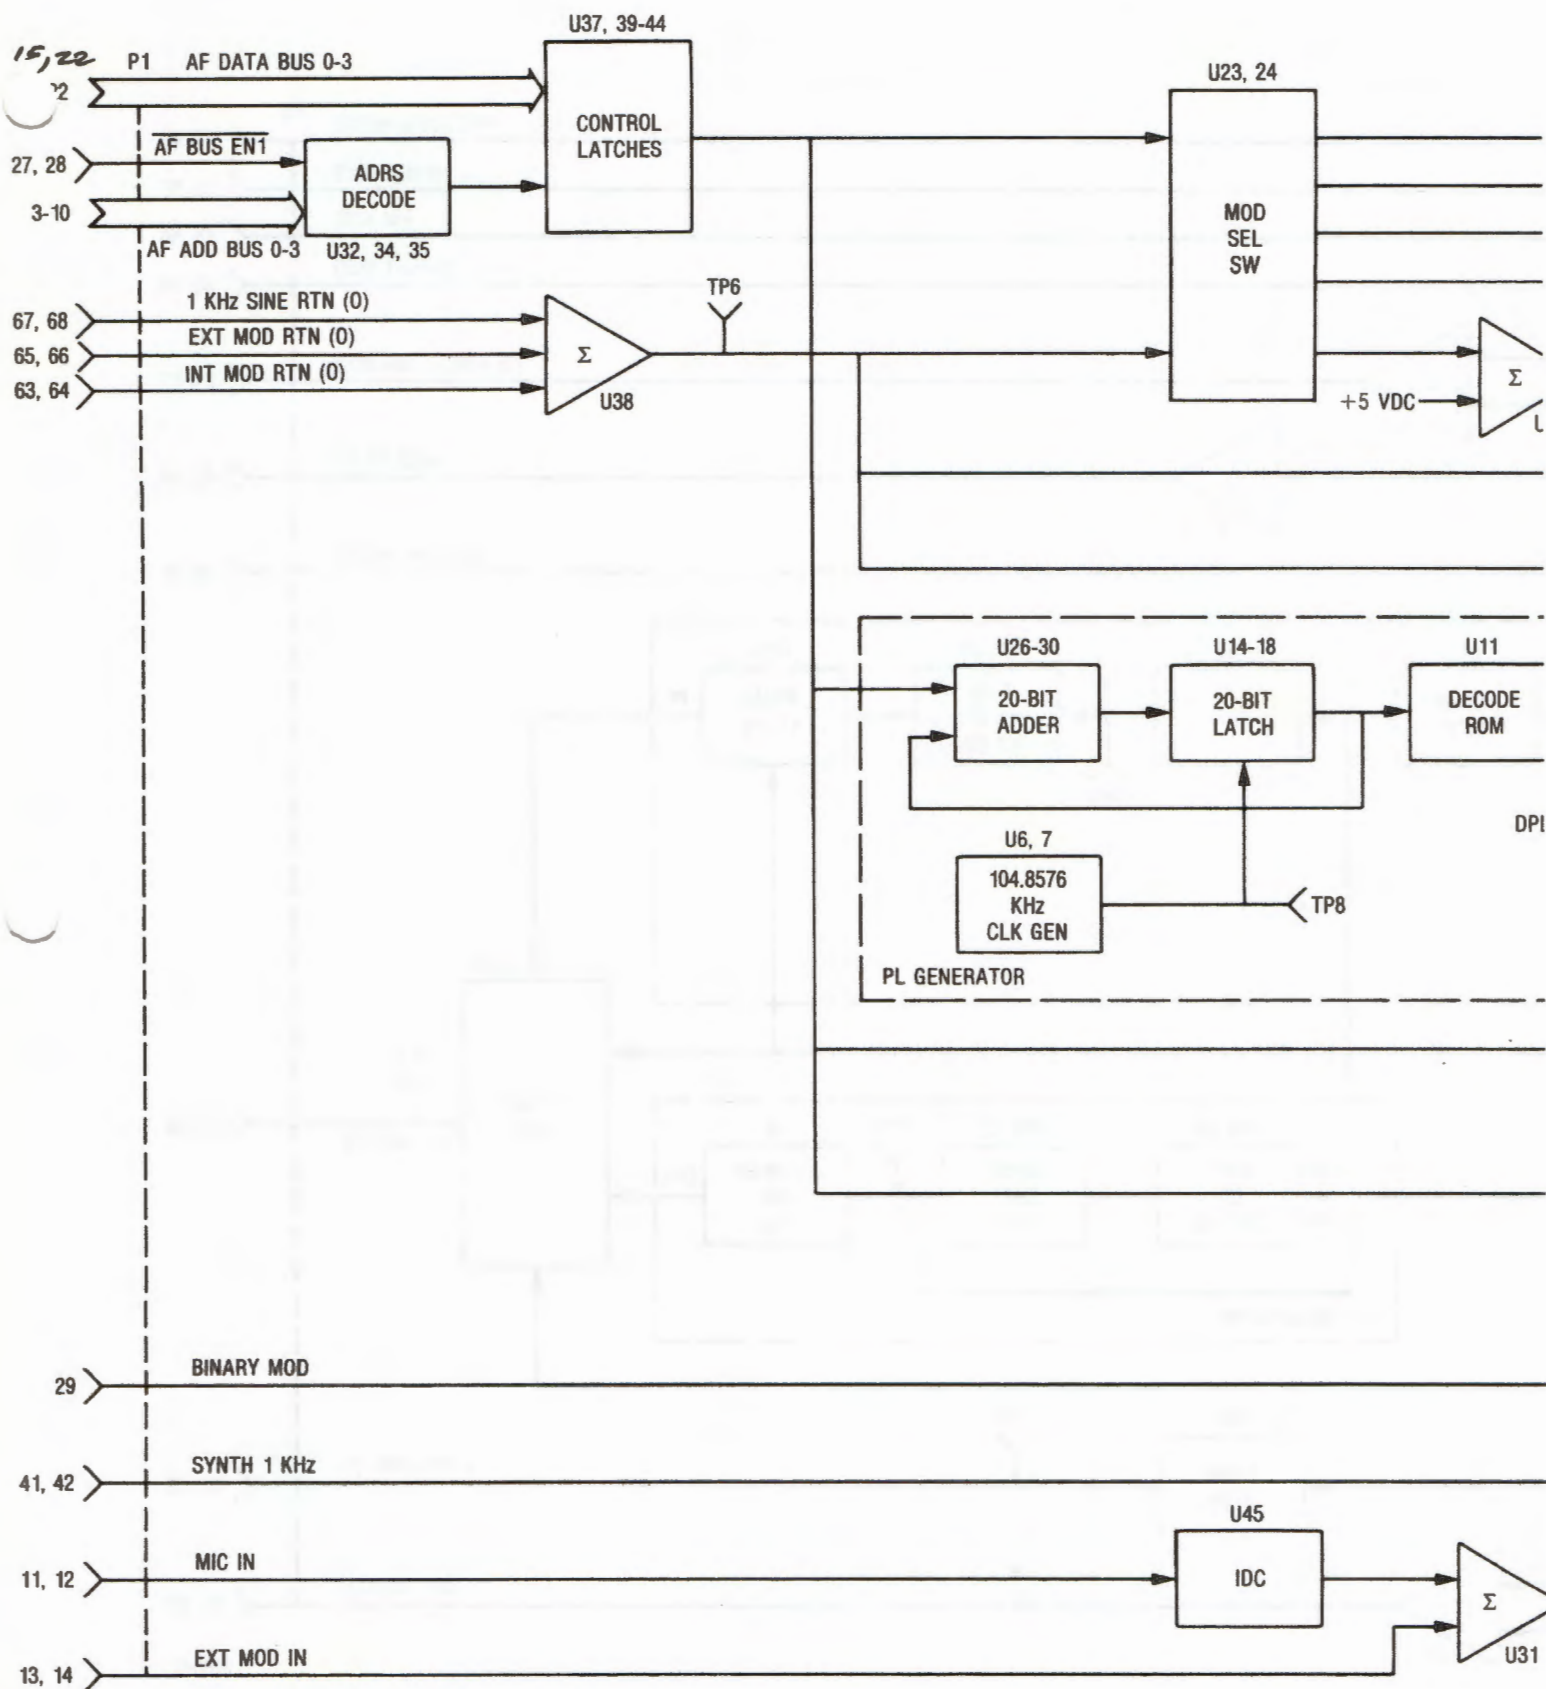 U37, 39-44
15, 22
P1 AF DATA BUS 0-3
U23, 24
CONTROL
LATCHES
AF BUS EN1
27, 28
ADRS
DECODE
3-10
AF ADD BUS 0-3
U32, 34, 35
MOD
SEL
SW
1 KHz SINE RTN (0)
67, 68
TP6
EXT MOD RTN (0)
65, 66
Σ
INT MOD RTN (0)
63, 64
U38
+5 VDC
Σ
U26-30
U14-18
U11
20-BIT
ADDER
20-BIT
LATCH
DECODE
ROM
U6, 7
104.8576
KHz
CLK GEN
TP8
PL GENERATOR
BINARY MOD
29
SYNTH 1 KHz
41, 42
U45
MIC IN
11, 12
IDC
Σ
EXT MOD IN
13, 14
U31